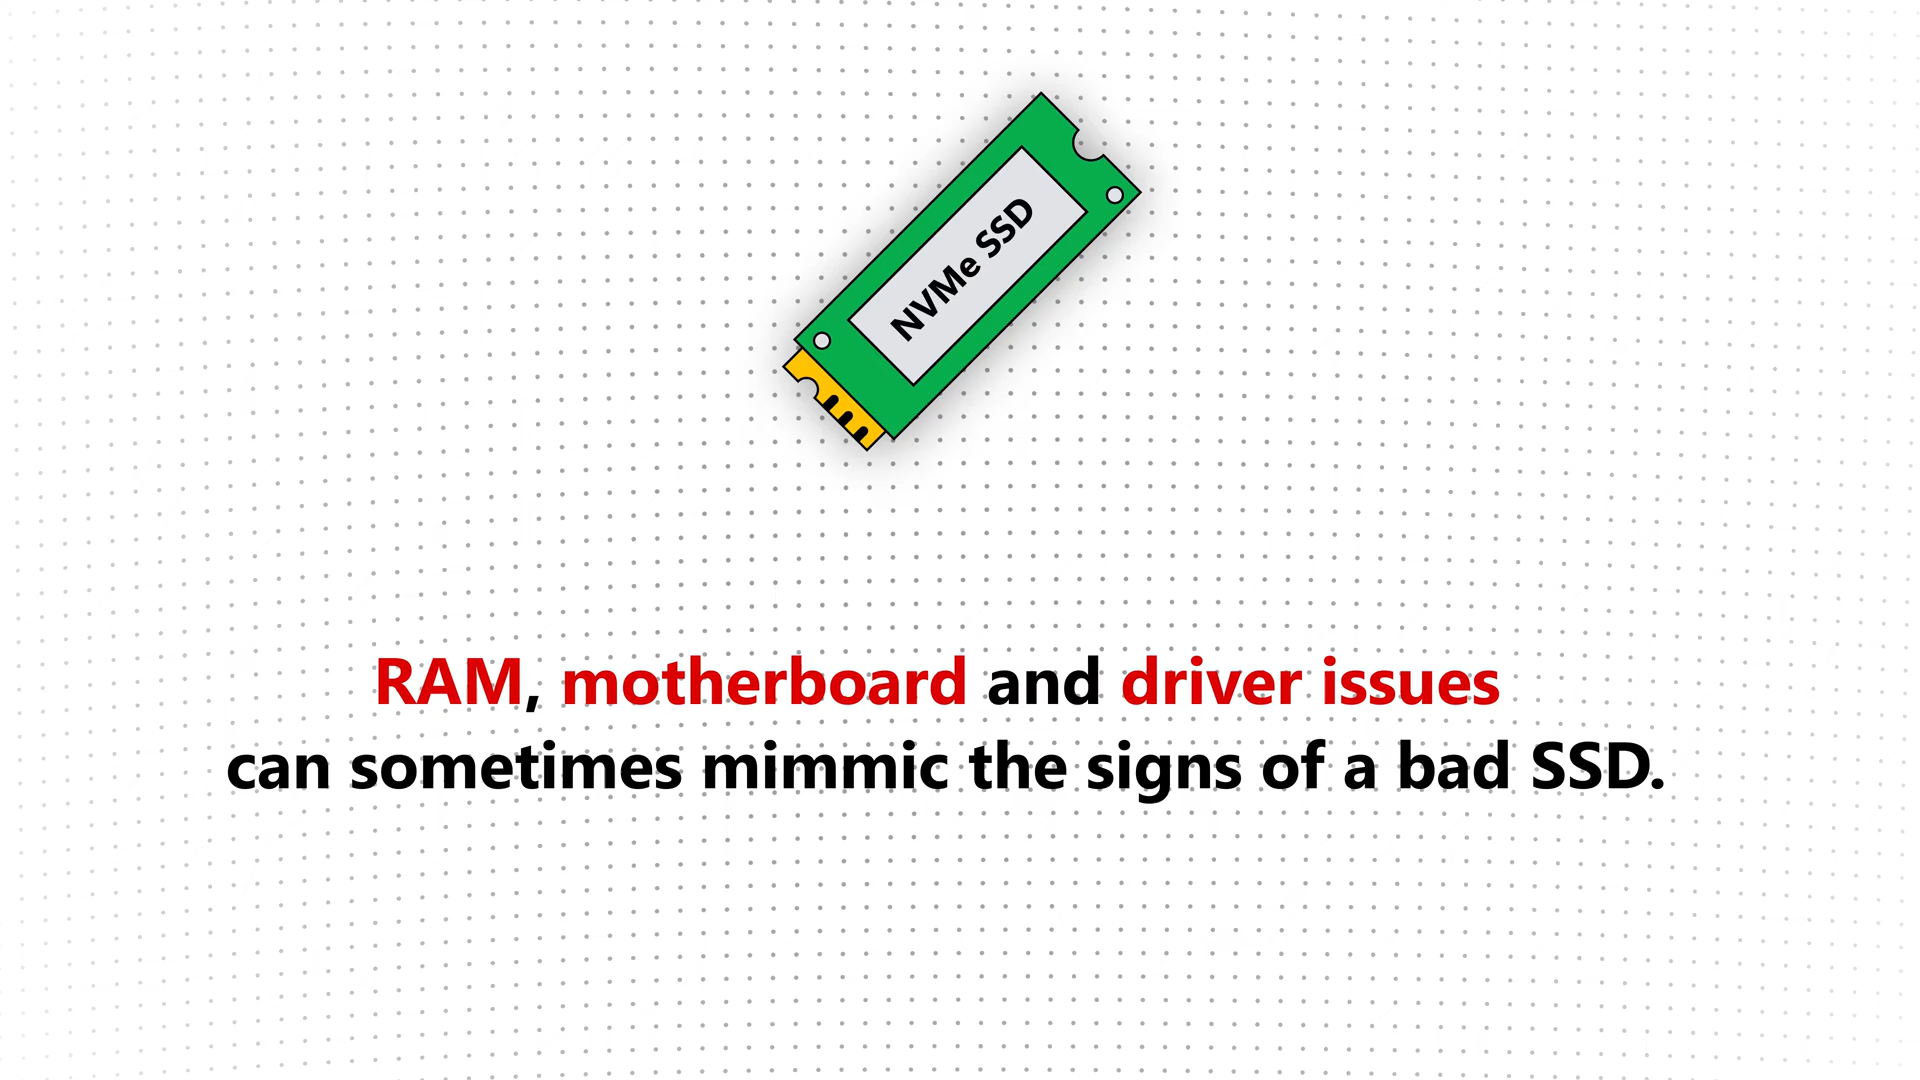 NVMe SSD
RAM, motherboard and driver issues
can sometimes mimmic the signs of a bad SSD.